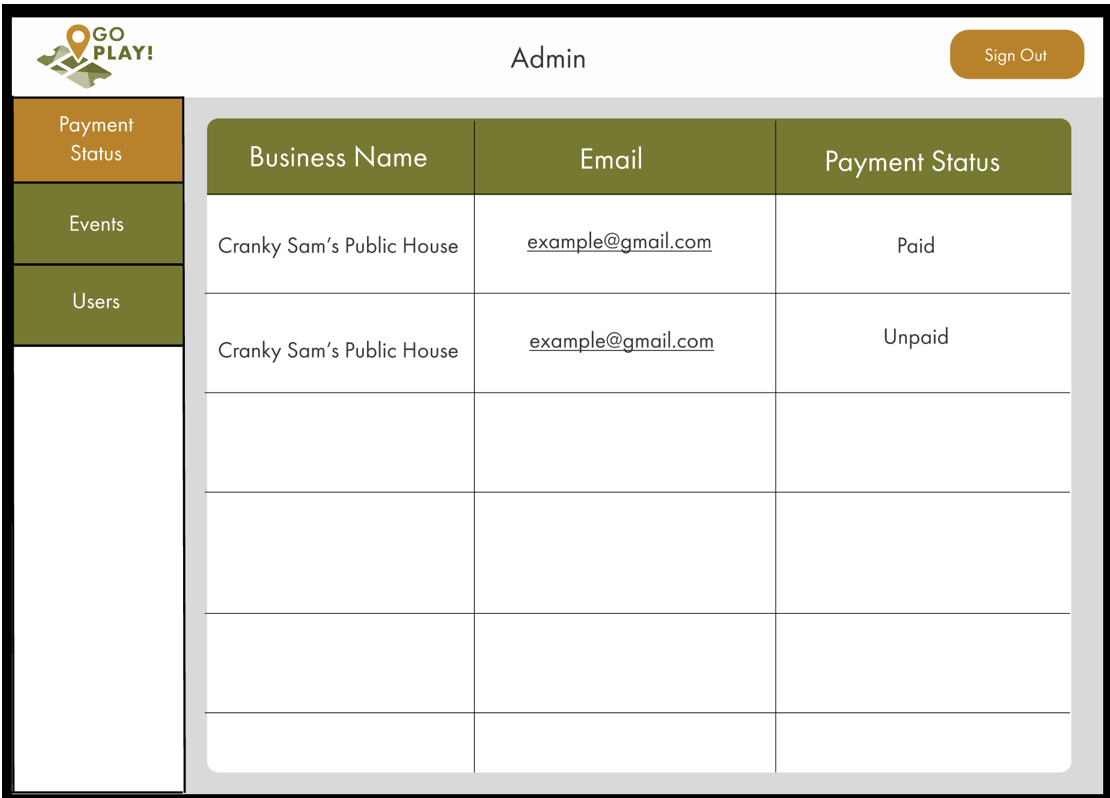 GO
PLAY!
Admin
Sign Out
Payment
Status
Events
Users
Business Name
Email
Payment Status
Cranky Sam’s Public House
example@gmail.com
Paid
Cranky Sam’s Public House
example@gmail.com
Unpaid